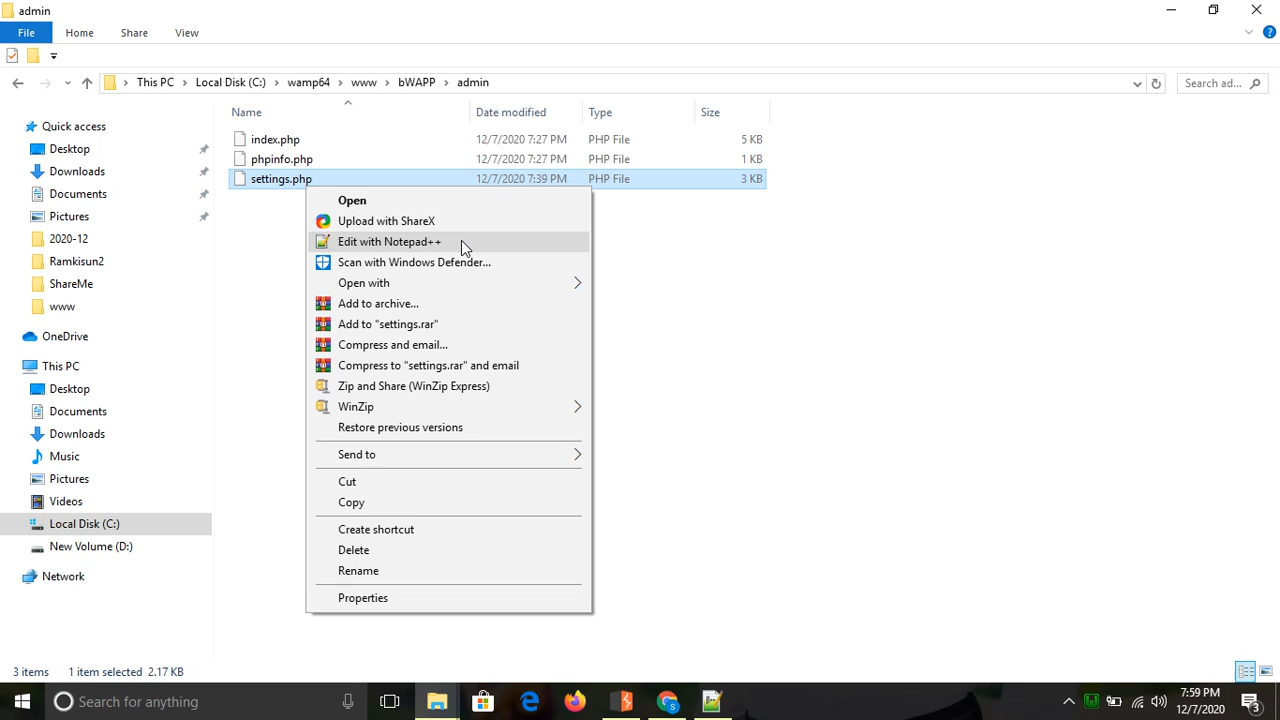 admin
File Home Share View
This PC Local Disk (C:) wamp64 www bWAPP admin
Search ad...
Name Date modified Type Size
index.php 12/7/2020 7:27 PM PHP File 5 KB
phpinfo.php 12/7/2020 7:27 PM PHP File 1 KB
settings.php 12/7/2020 7:39 PM PHP File 3 KB
Quick access
Desktop
Downloads
Documents
Pictures
2020-12
Ramkisun2
ShareMe
www
OneDrive
This PC
Desktop
Documents
Downloads
Music
Pictures
Videos
Local Disk (C:)
New Volume (D:)
Network
Open
Upload with ShareX
Edit with Notepad++
Scan with Windows Defender...
Open with
Add to archive...
Add to "settings.rar"
Compress and email...
Compress to "settings.rar" and email
Zip and Share (WinZip Express)
WinZip
Restore previous versions
Send to
Cut
Copy
Create shortcut
Delete
Rename
Properties
3 items 1 item selected 2.17 KB
Search for anything
7:59 PM
12/7/2020
3